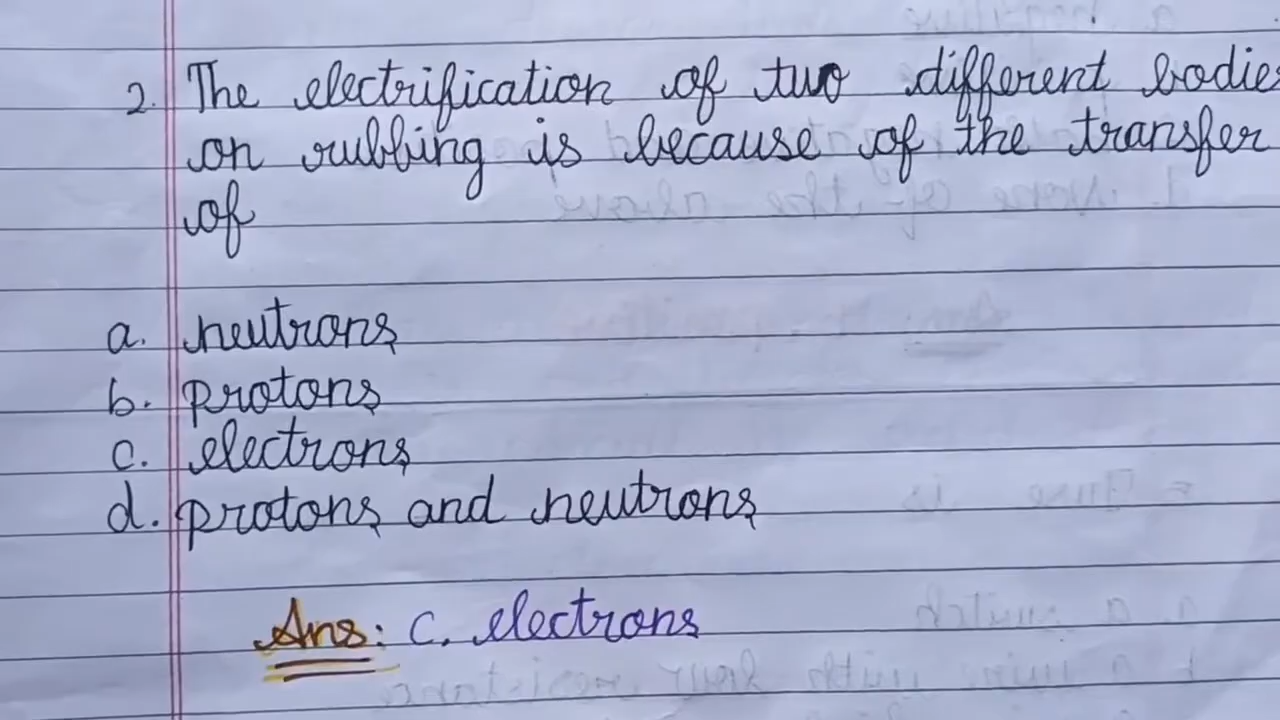 2. The electrification of two different bodies
on rubbing is because of the transfer
of
a. neutrons
b. protons
c. electrons
d. protons and neutrons
Ans: C. electrons